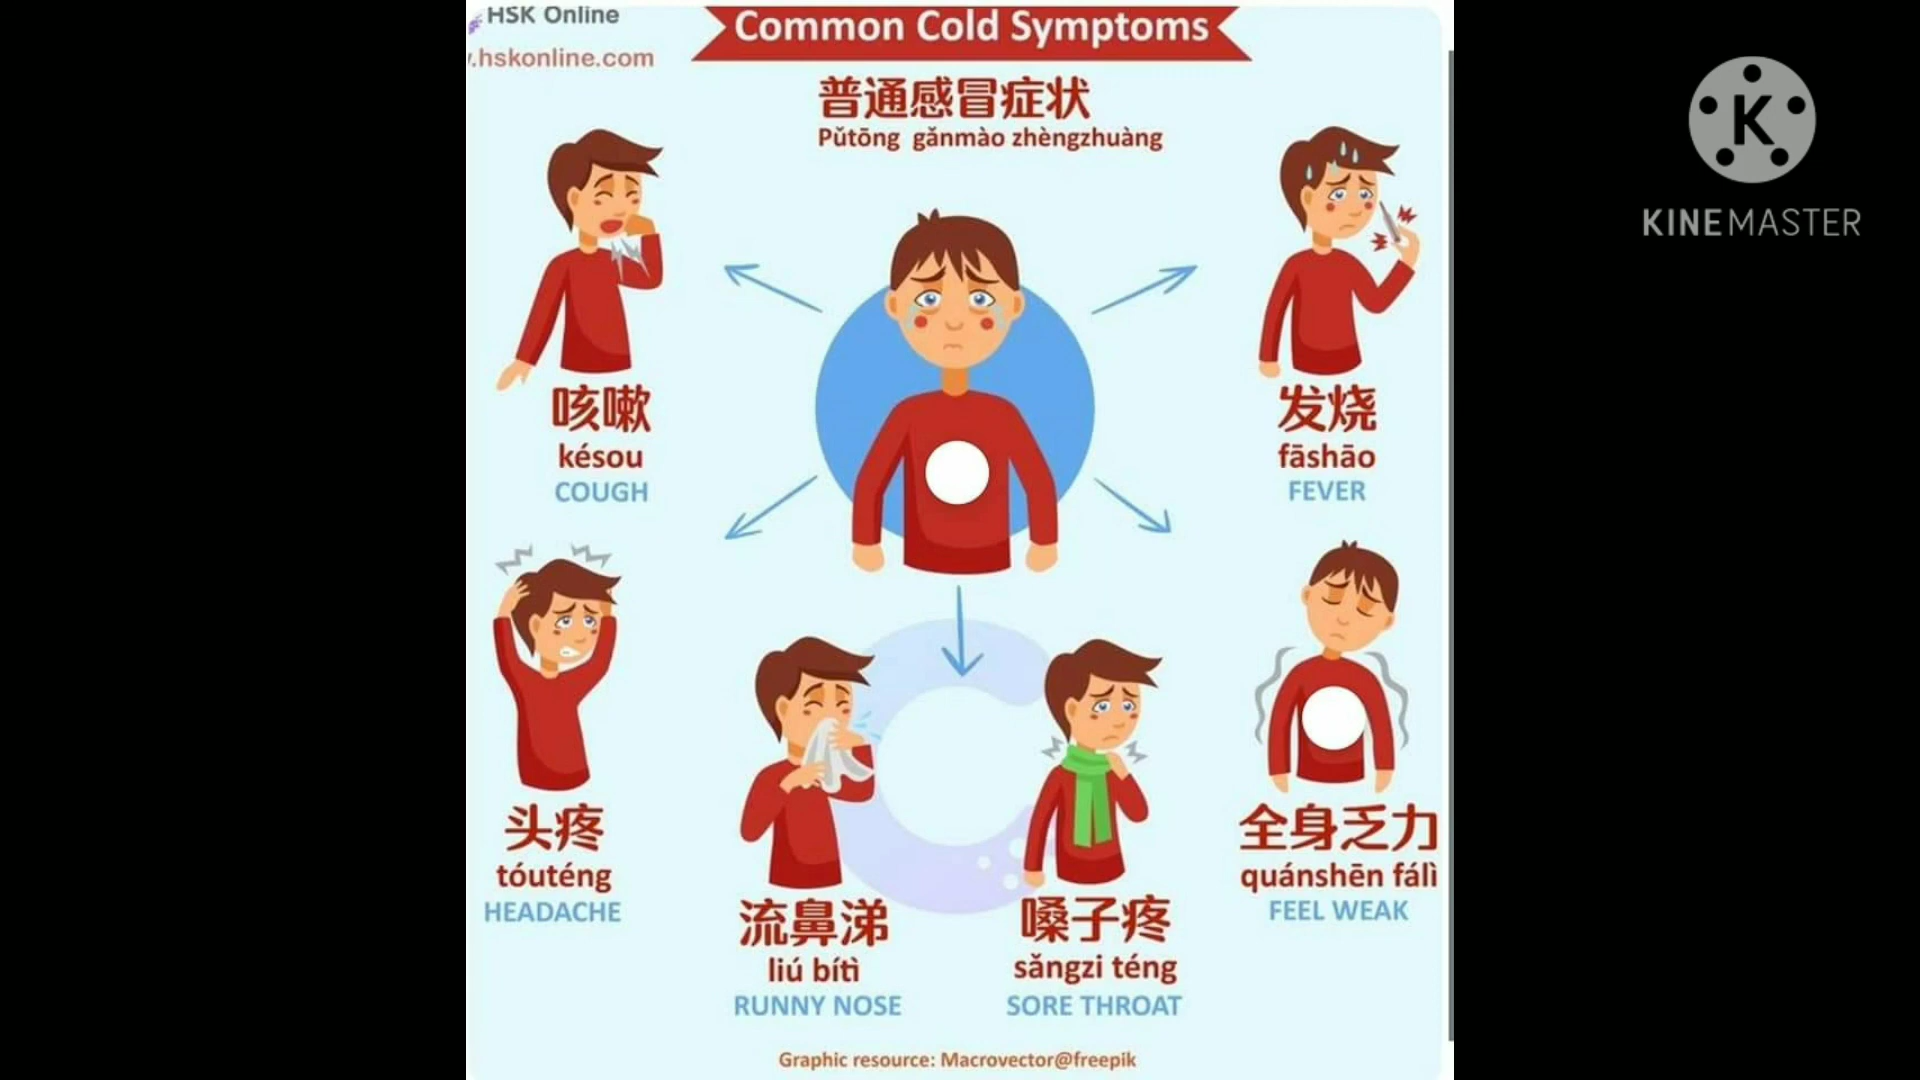 HSK Online
.hskonline.com
Common Cold Symptoms
普通感冒症状
Pǔtōng gǎnmào zhèngzhuàng
K
KINEMASTER
咳嗽
késou
COUGH
发烧
fāshāo
FEVER
头疼
tóuténg
HEADACHE
流鼻涕
liú bítì
RUNNY NOSE
嗓子疼
sǎngzi téng
SORE THROAT
全身乏力
quánshēn fálì
FEEL WEAK
Graphic resource: Macrovector@freepik